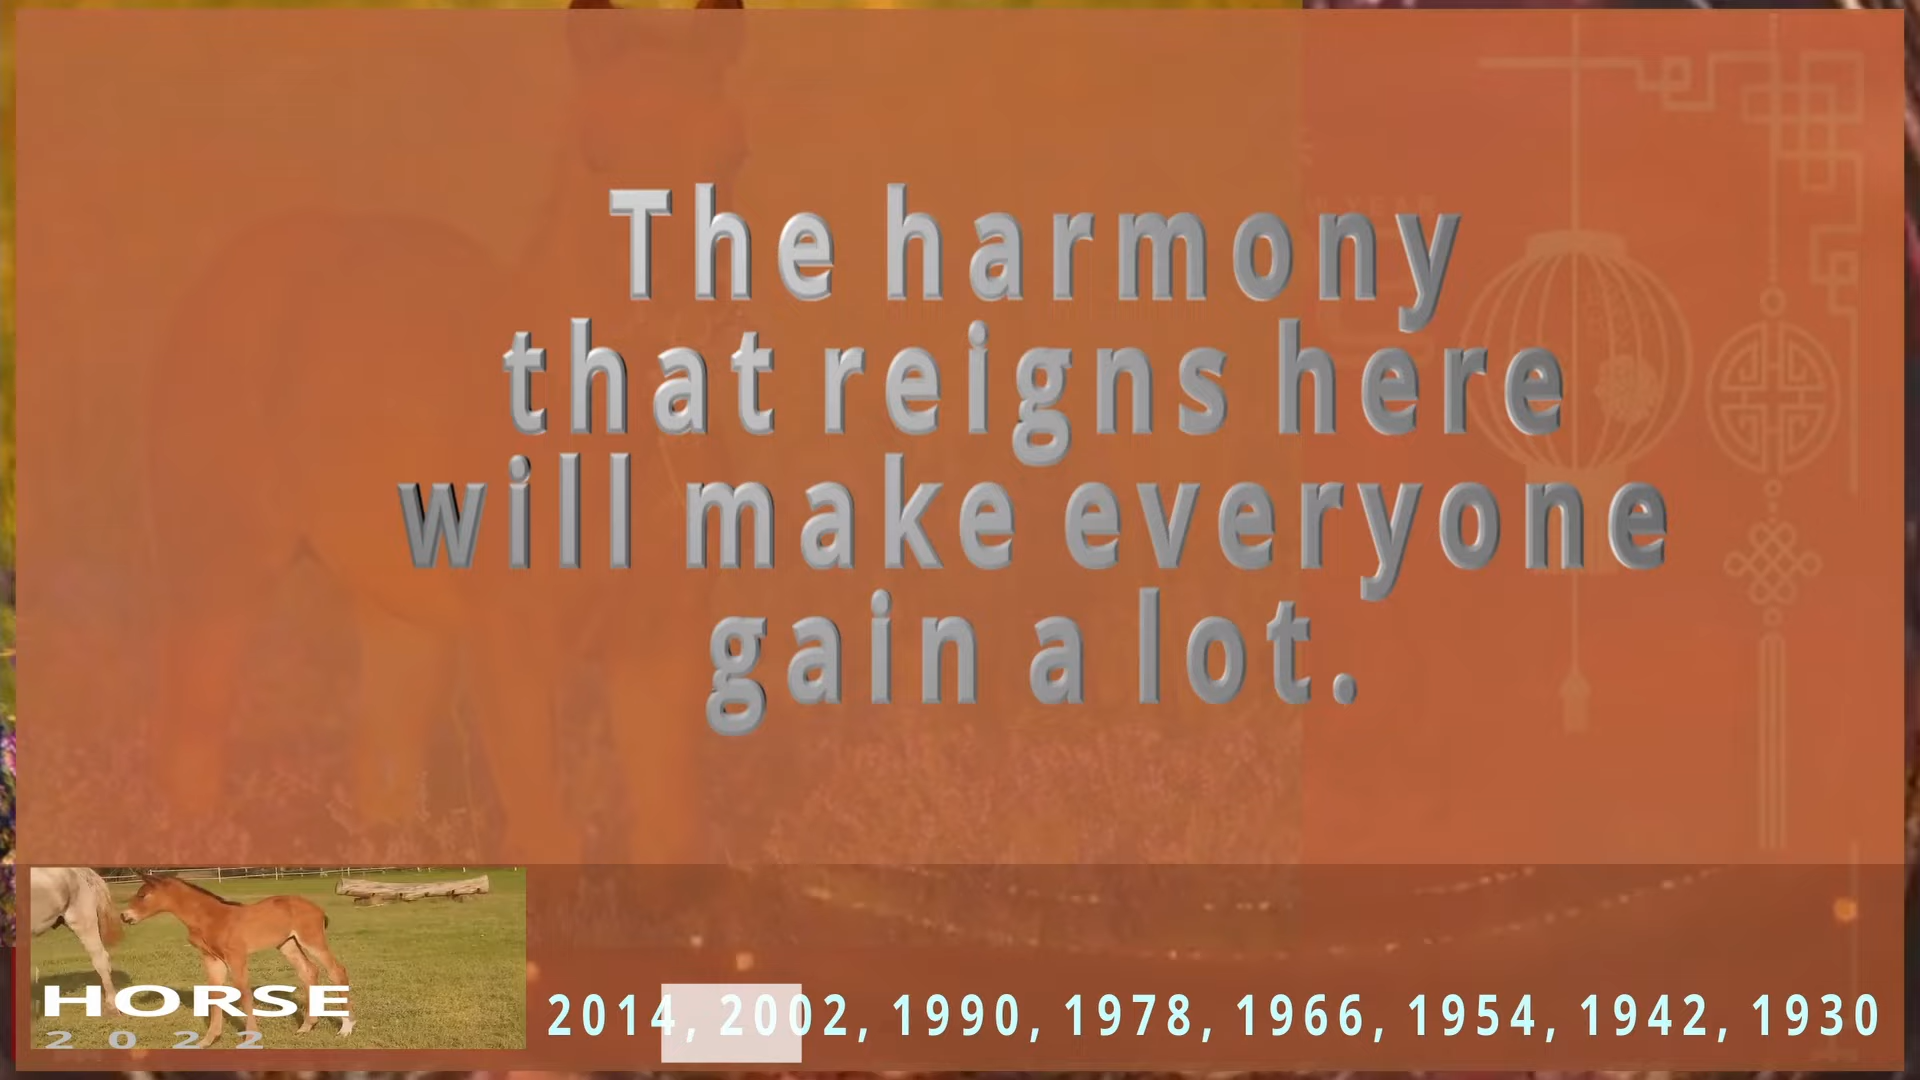 The harmony
that reigns here
will make everyone
gain a lot.
HORSE
2022
2014, 2002, 1990, 1978, 1966, 1954, 1942, 1930